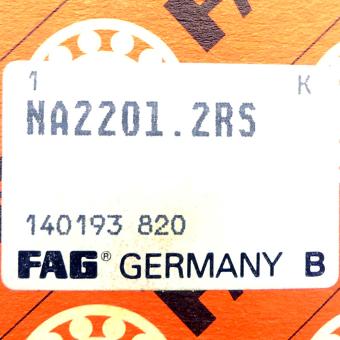 1 K
NA2201.2RS
140193 820
FAG® GERMANY B